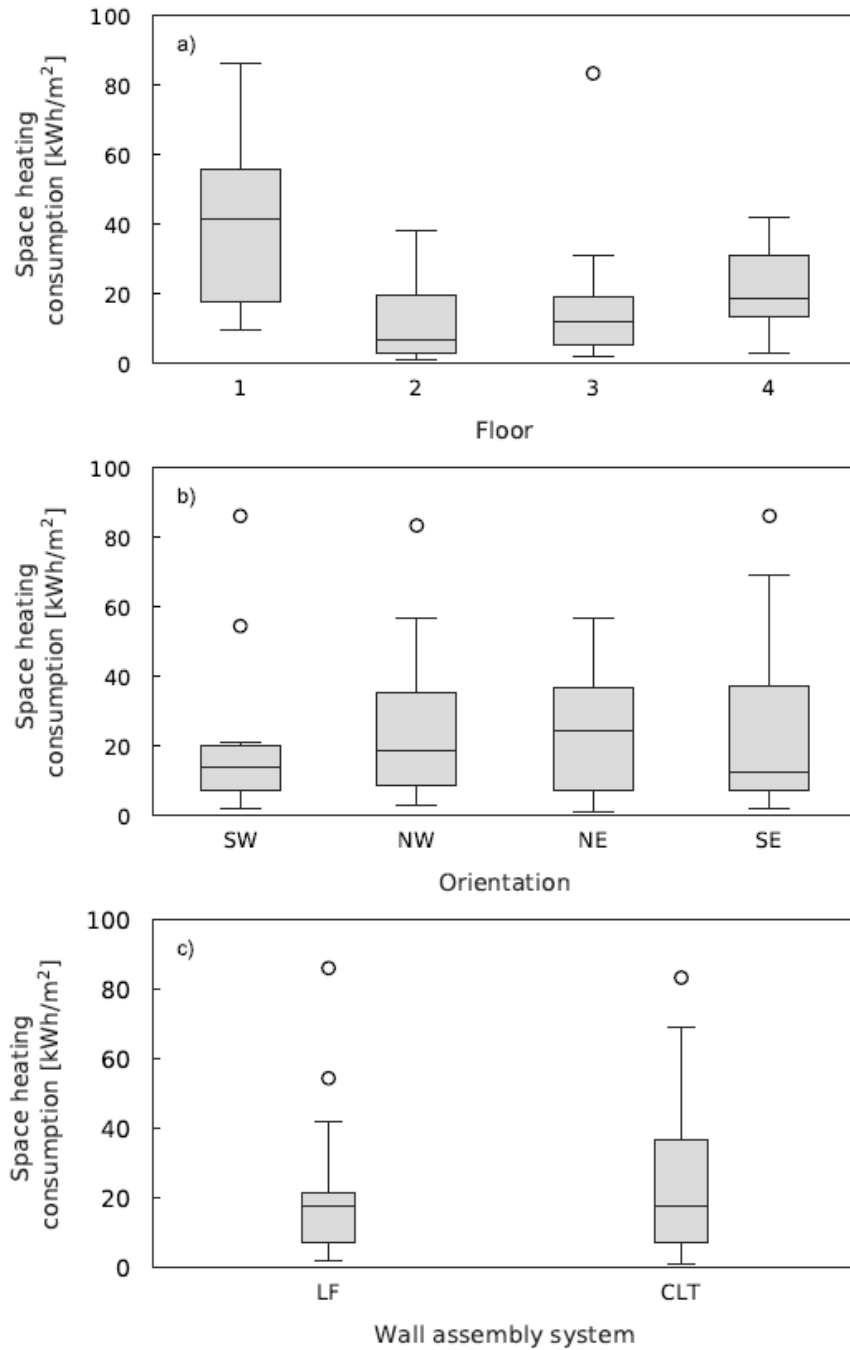 a)
Space heating
consumption [kWh/m²]
100
80
60
40
20
0
1 2 3 4
Floor
b)
Space heating
consumption [kWh/m²]
100
80
60
40
20
0
SW NW NE SE
Orientation
c)
Space heating
consumption [kWh/m²]
100
80
60
40
20
0
LF CLT
Wall assembly system